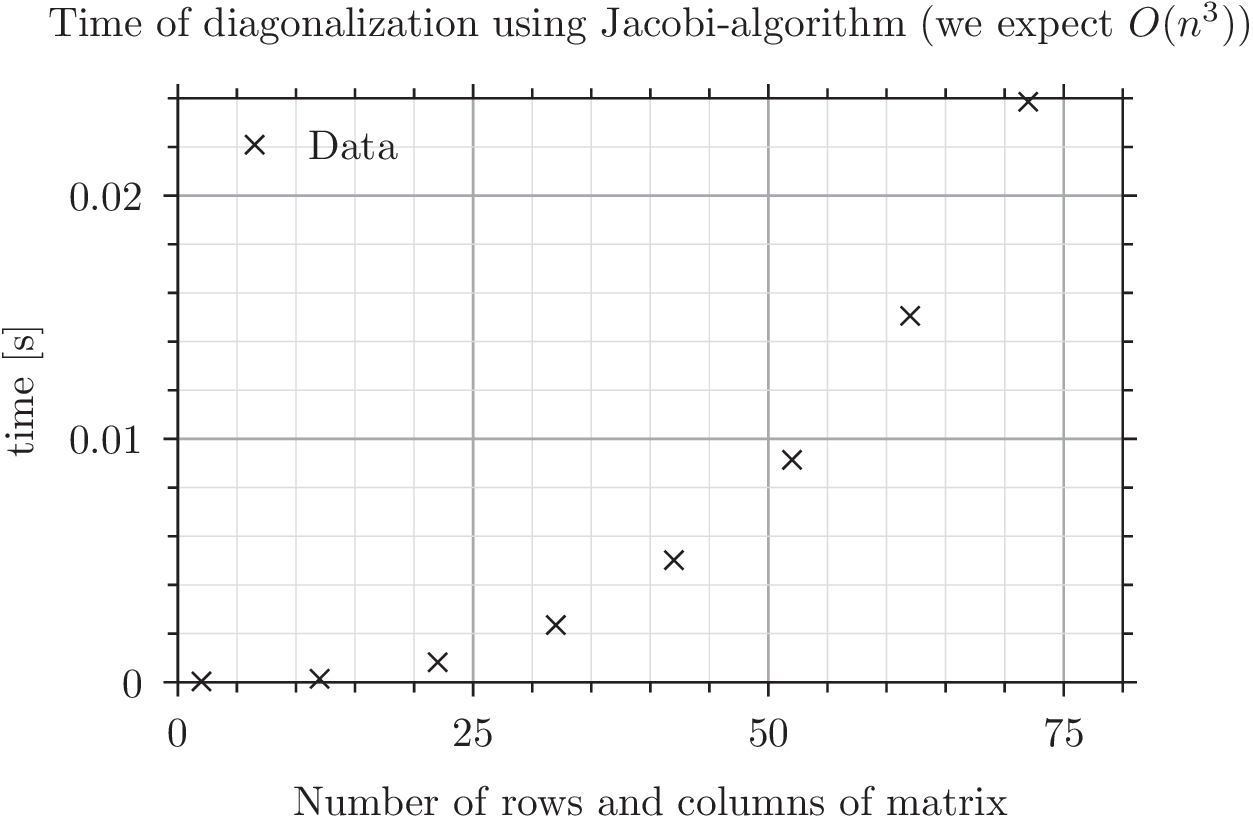 Time of diagonalization using Jacobi-algorithm (we expect O(n³))
Data
0.02
0.01
0
time [s]
0 25 50 75
Number of rows and columns of matrix